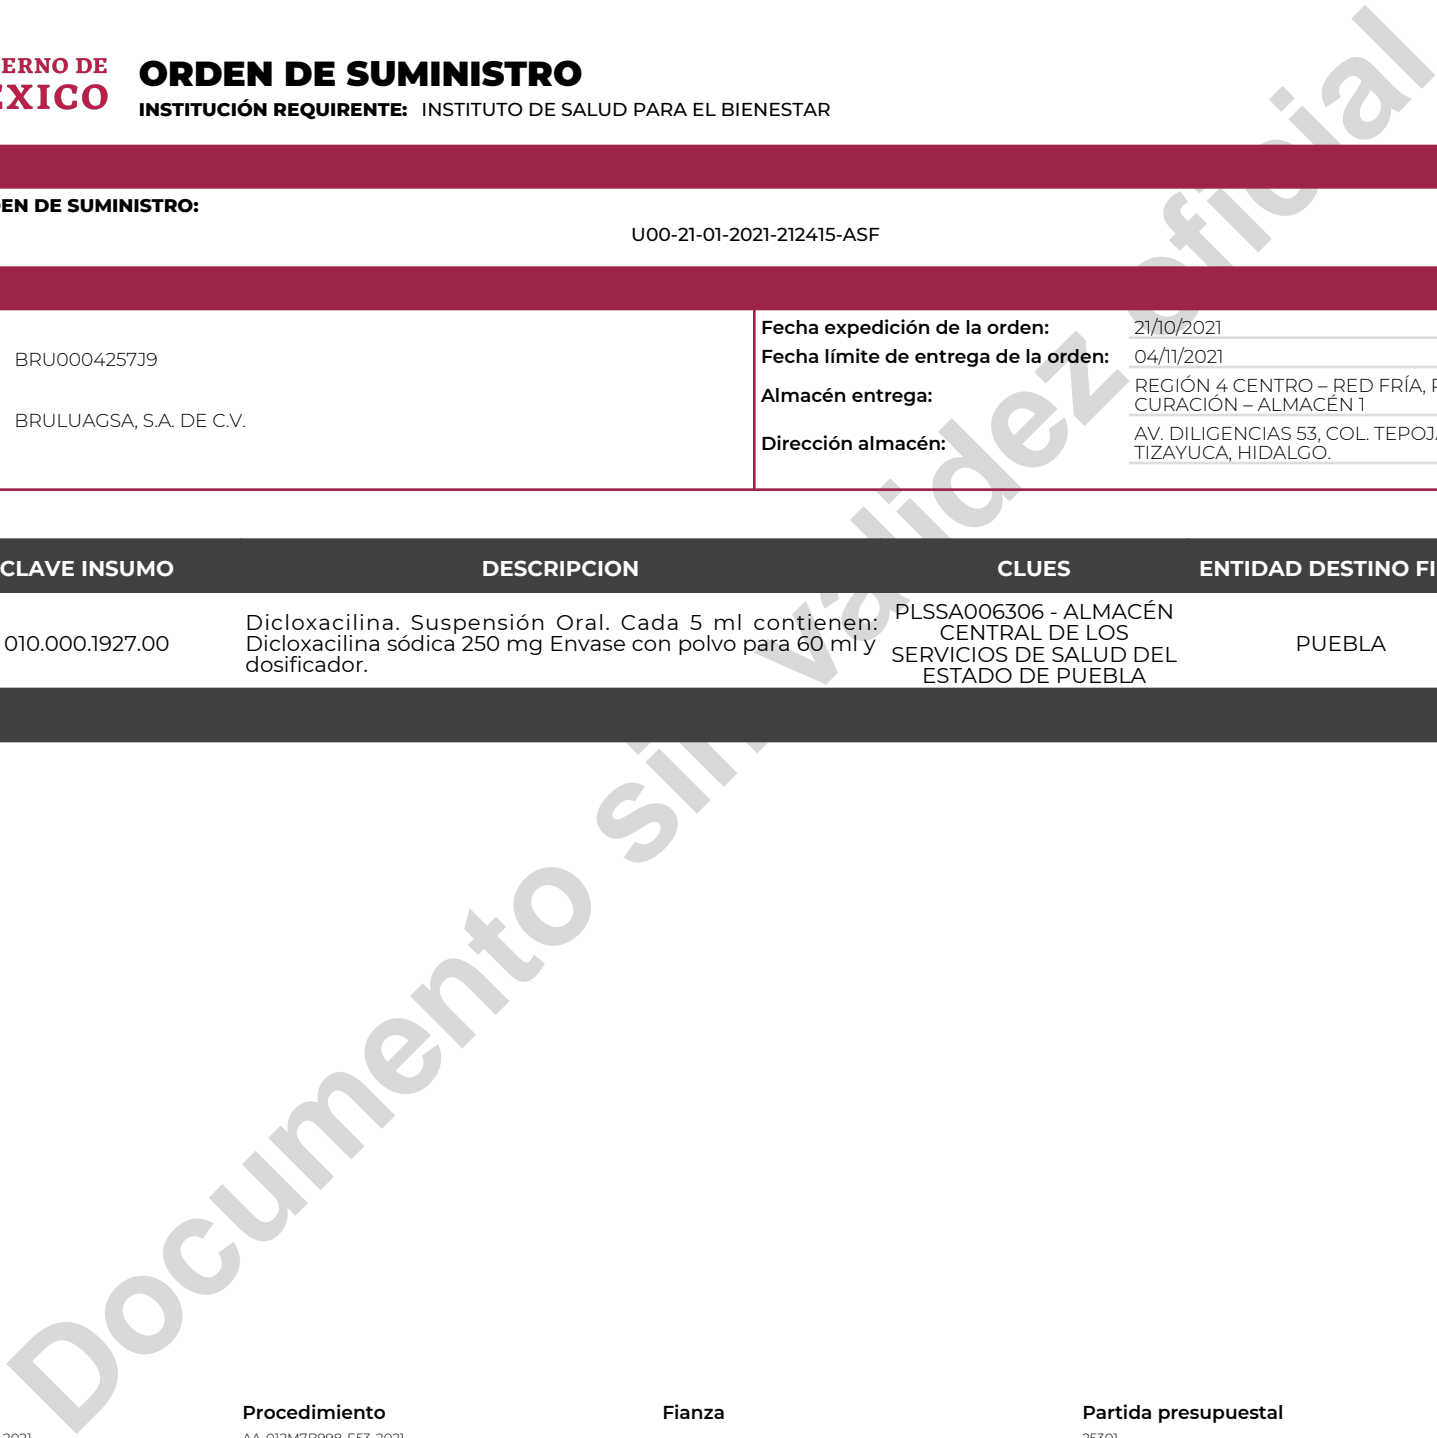 ERNO DE
ORDEN DE SUMINISTRO
INSTITUCIÓN REQUIRENTE: INSTITUTO DE SALUD PARA EL BIENESTAR
EN DE SUMINISTRO:
U00-21-01-2021-212415-ASF
BRU0004257J9
BRULUAGSA, S.A. DE C.V.
Fecha expedición de la orden: 21/10/2021
Fecha límite de entrega de la orden: 04/11/2021
Almacén entrega: REGIÓN 4 CENTRO – RED FRÍA,
CURACIÓN – ALMACÉN 1
Dirección almacén: AV. DILIGENCIAS 53, COL. TEPOJ
TIZAYUCA, HIDALGO.
CLAVE INSUMO DESCRIPCION CLUES ENTIDAD DESTINO FI
010.000.1927.00
Dicloxacilina. Suspensión Oral. Cada 5 ml contienen:
Dicloxacilina sódica 250 mg Envase con polvo para 60 ml y
dosificador.
PLSSA006306 - ALMACÉN
CENTRAL DE LOS
SERVICIOS DE SALUD DEL
ESTADO DE PUEBLA
PUEBLA
Documento sin validez oficial
Procedimiento Fianza Partida presupuestal